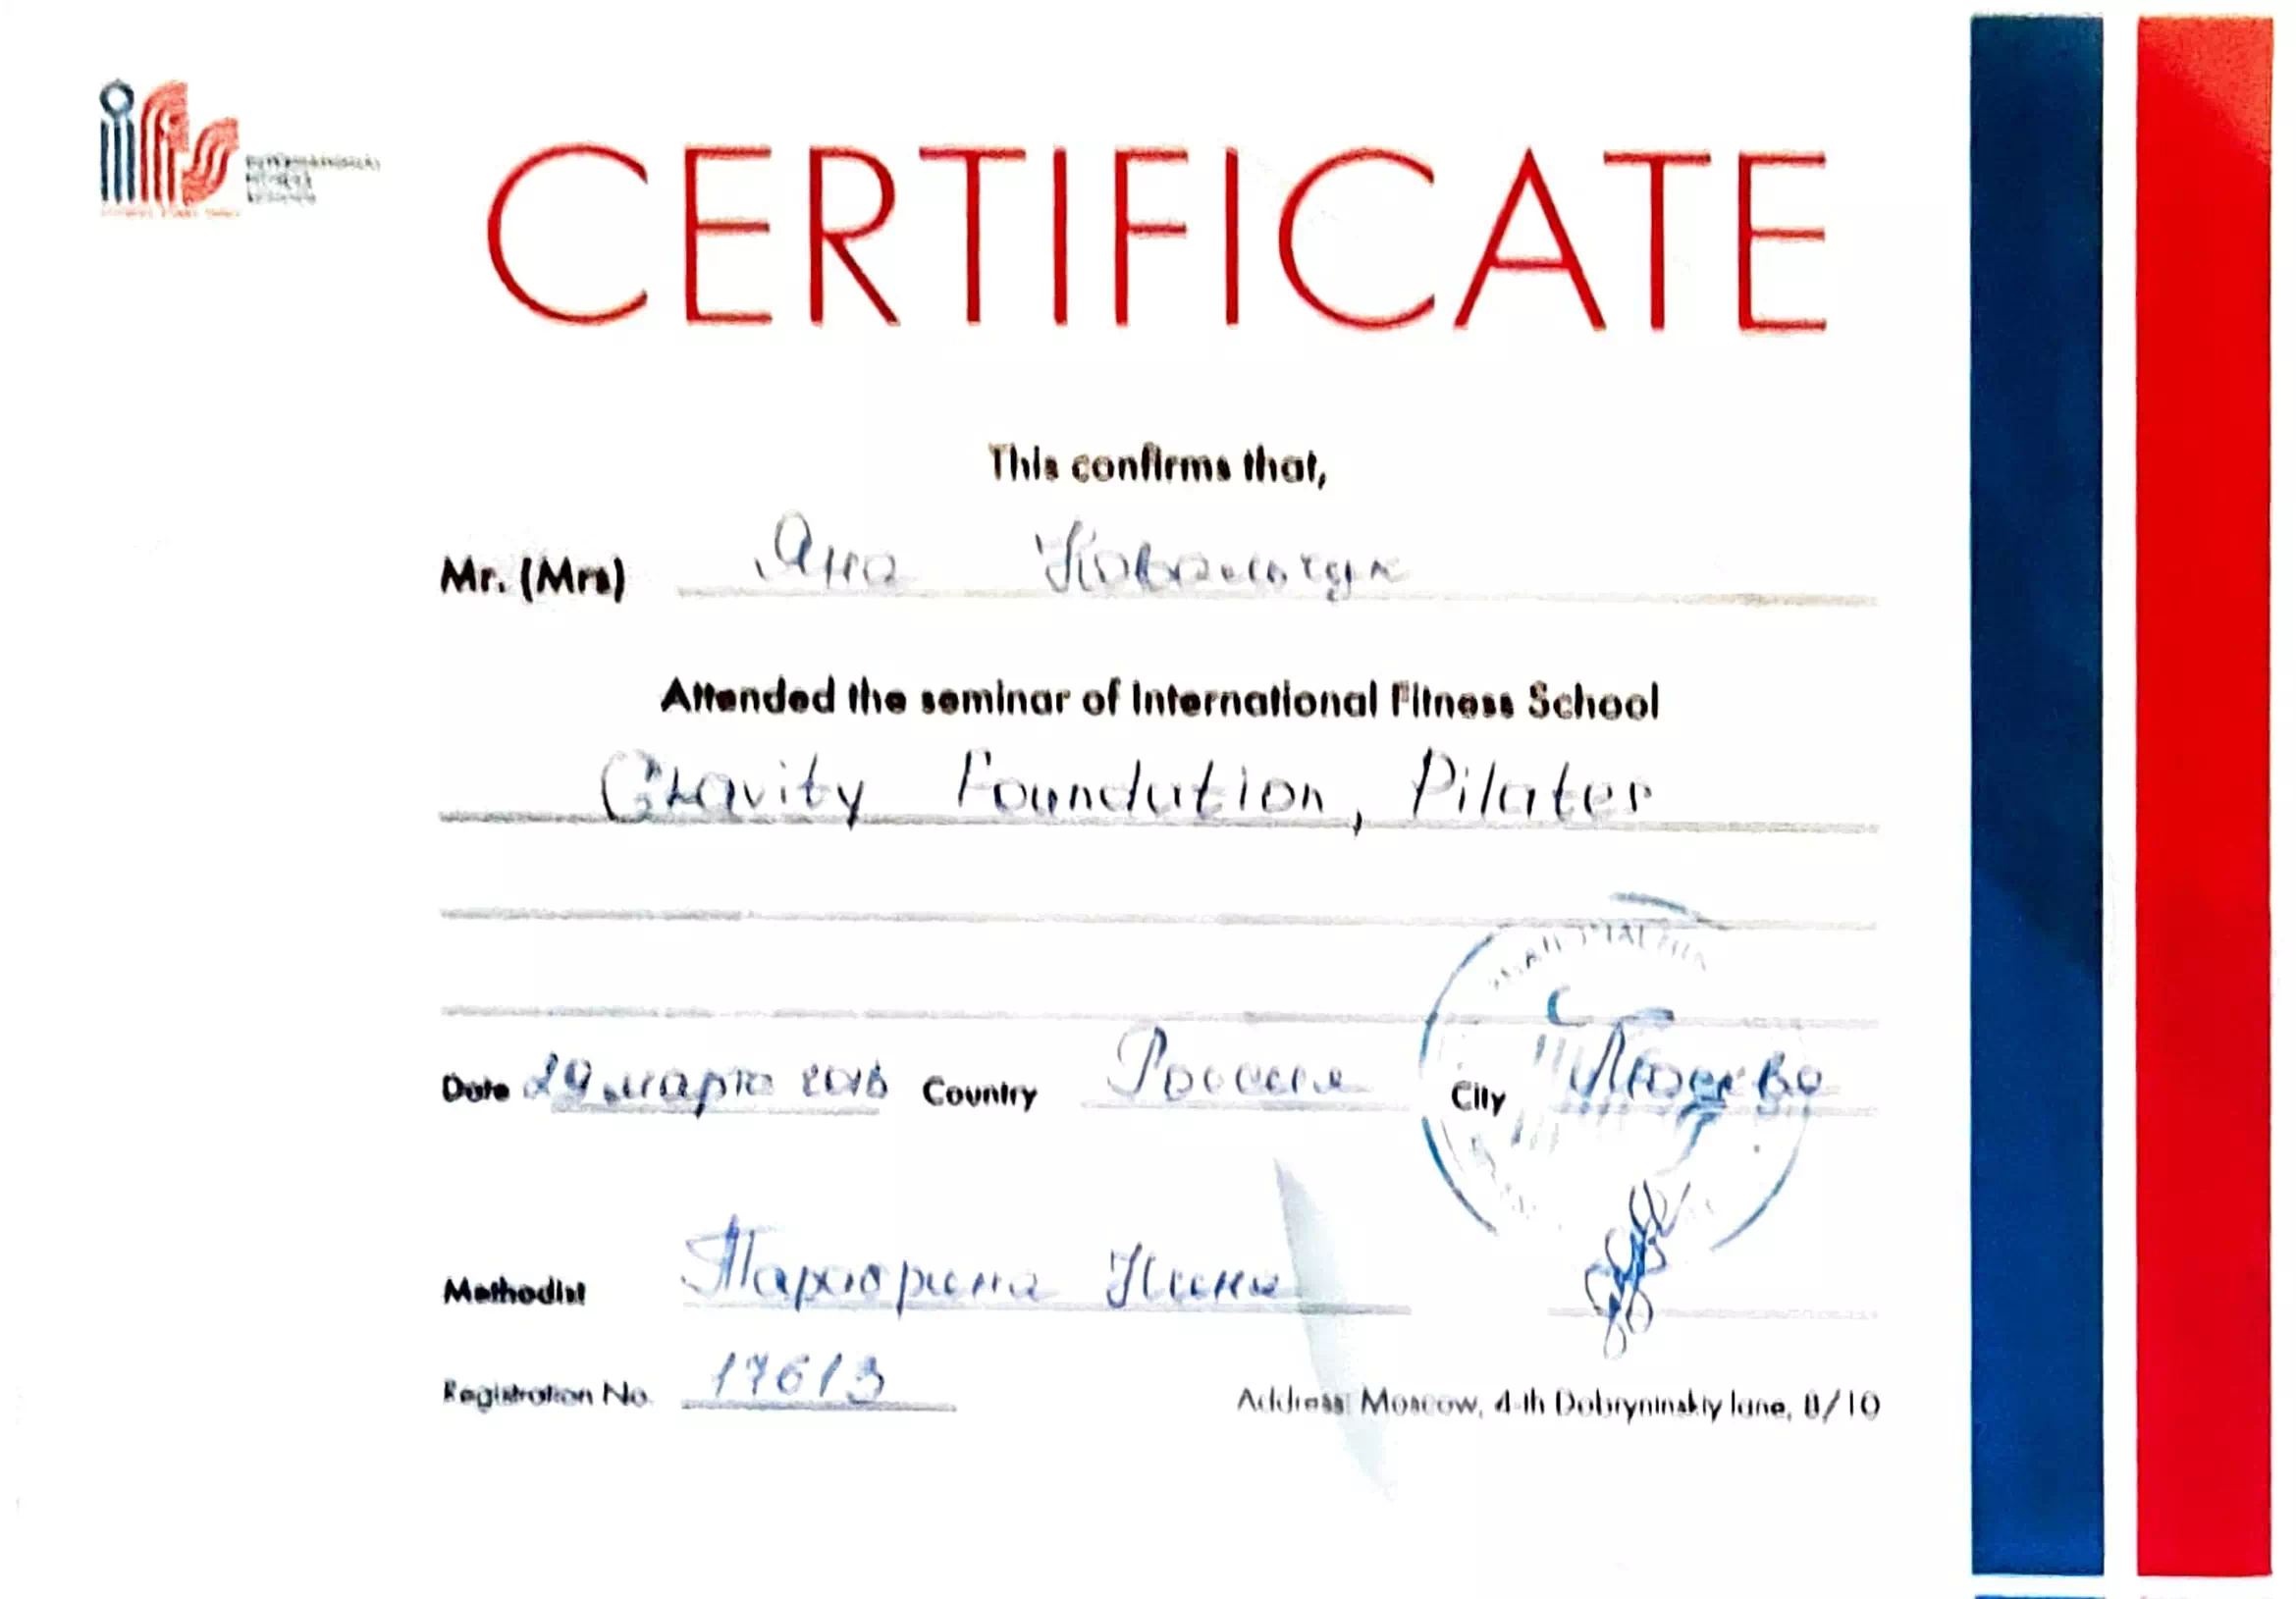 ifs INTERNATIONAL FITNESS SCHOOL
CERTIFICATE
This confirms that,
Mr. (Mrs) Яна Ковальчук
Attended the seminar of International Fitness School
Gravity Foundation, Pilates
Date 29 марта 2016 Country Россия City Москва
Methodist Нина
Registration No. 17613
Address: Moscow, 4-th Dobryninskiy lane, 8/10